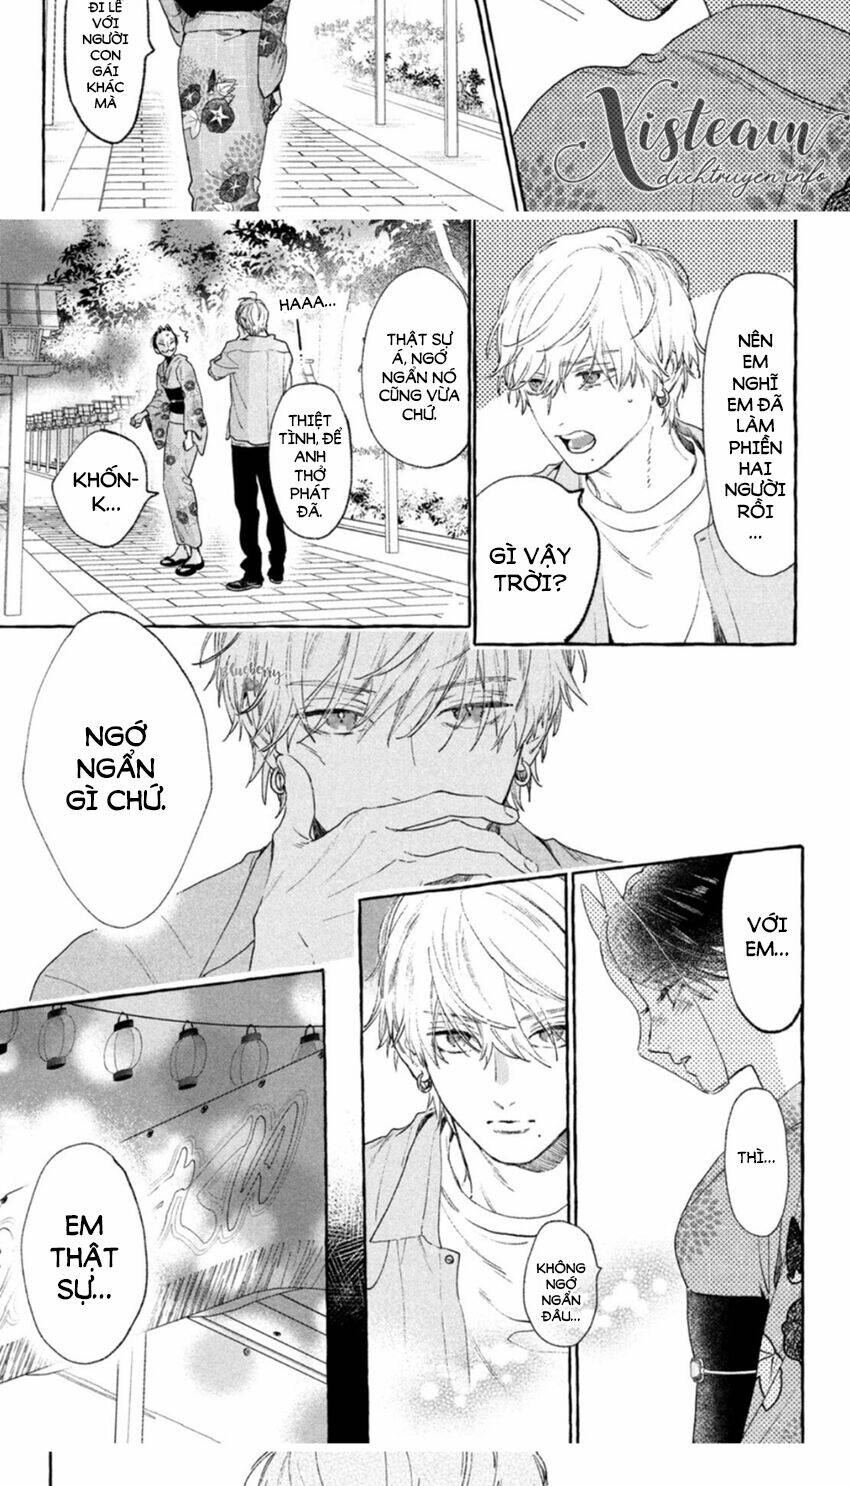 ĐI LỄ
VỚI
NGƯỜI
CON
GÁI
KHÁC
MÀ
Xisteam
dichtruyen.info
NÊN
EM
NGHĨ
EM ĐÃ
LÀM
PHIỀN
HAI
NGƯỜI
RỒI
...
GÌ VẬY
TRỜI?
THẬT SỰ
Á, NGỚ
NGẨN NÓ
CŨNG VỪA
CHỨ.
HAAA...
THIỆT
TÌNH, ĐỂ
ANH
THỞ
PHÁT
ĐÃ.
KHỐN-
K...
Blueberry
NGỚ
NGẨN
GÌ CHỨ.
VỚI
EM...
THÌ...
KHÔNG
NGỚ
NGẨN
ĐÂU...
EM
THẬT
SỰ...